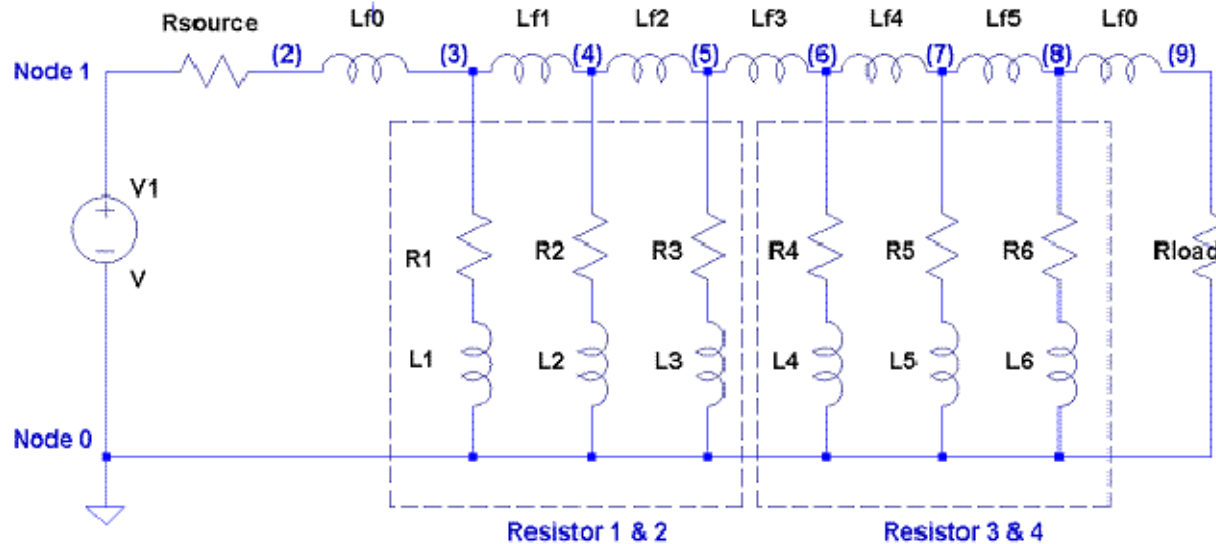 Rsource
Lf0
Lf1
Lf2
Lf3
Lf4
Lf5
Lf0
Node 1
(2)
(3)
(4)
(5)
(6)
(7)
(8)
(9)
V1
+
−
V
R1
R2
R3
R4
R5
R6
Rload
L1
L2
L3
L4
L5
L6
Node 0
Resistor 1 & 2
Resistor 3 & 4